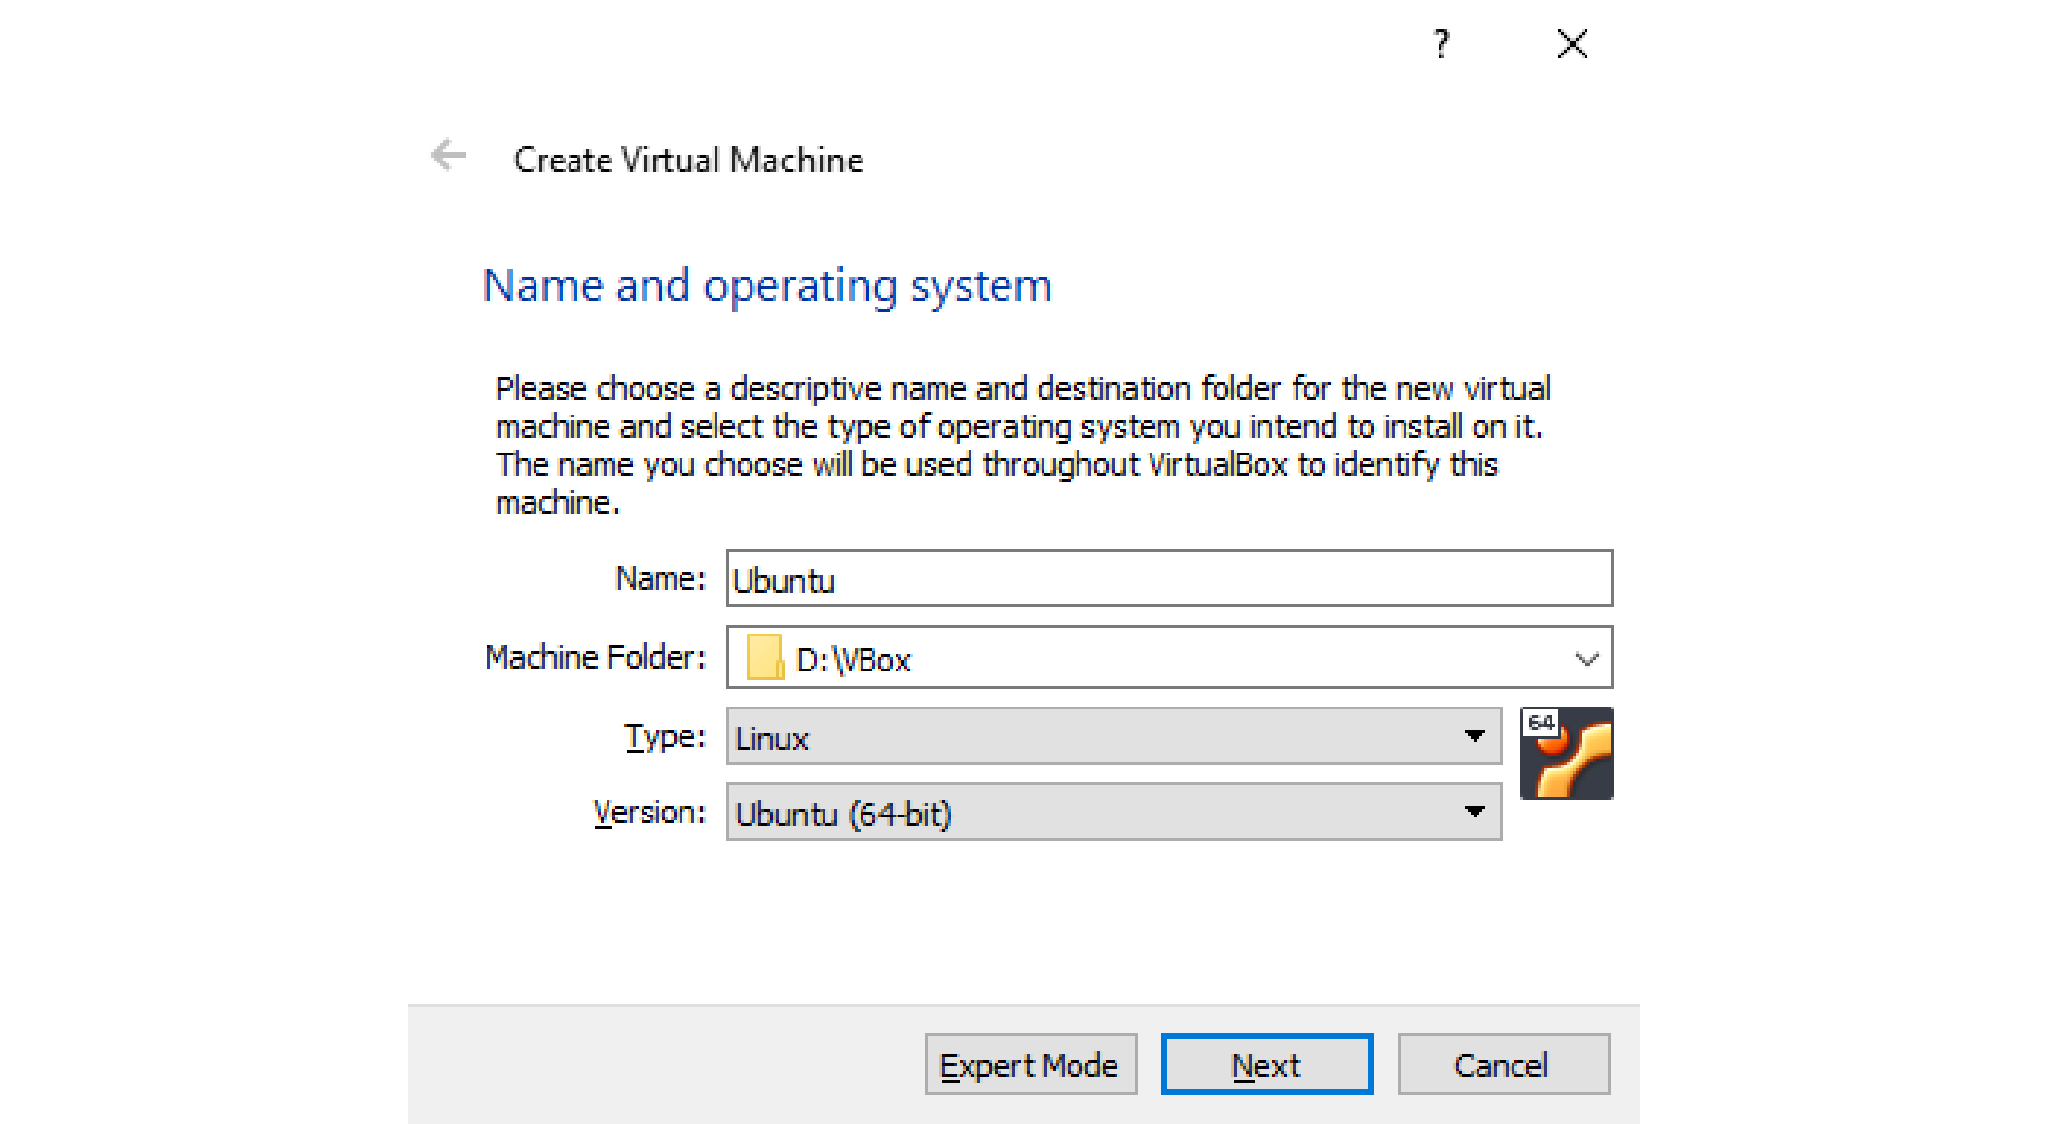 ?
Create Virtual Machine
Name and operating system
Please choose a descriptive name and destination folder for the new virtual
machine and select the type of operating system you intend to install on it.
The name you choose will be used throughout VirtualBox to identify this
machine.
Name: Ubuntu
Machine Folder: D:\VBox
Type: Linux
64
Version: Ubuntu (64-bit)
Expert Mode Next Cancel